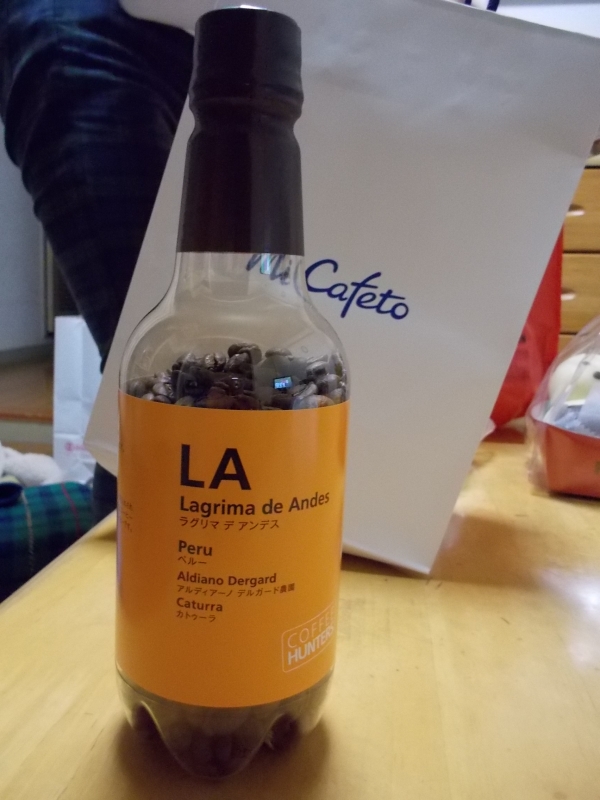 Mi Cafeto
LA
Lagrima de Andes
ラグリマ デ アンデス
Peru
ペルー
Aldiano Dergard
アルディアーノ デルガード農園
Caturra
カトゥーラ
COFFEE
HUNTERS